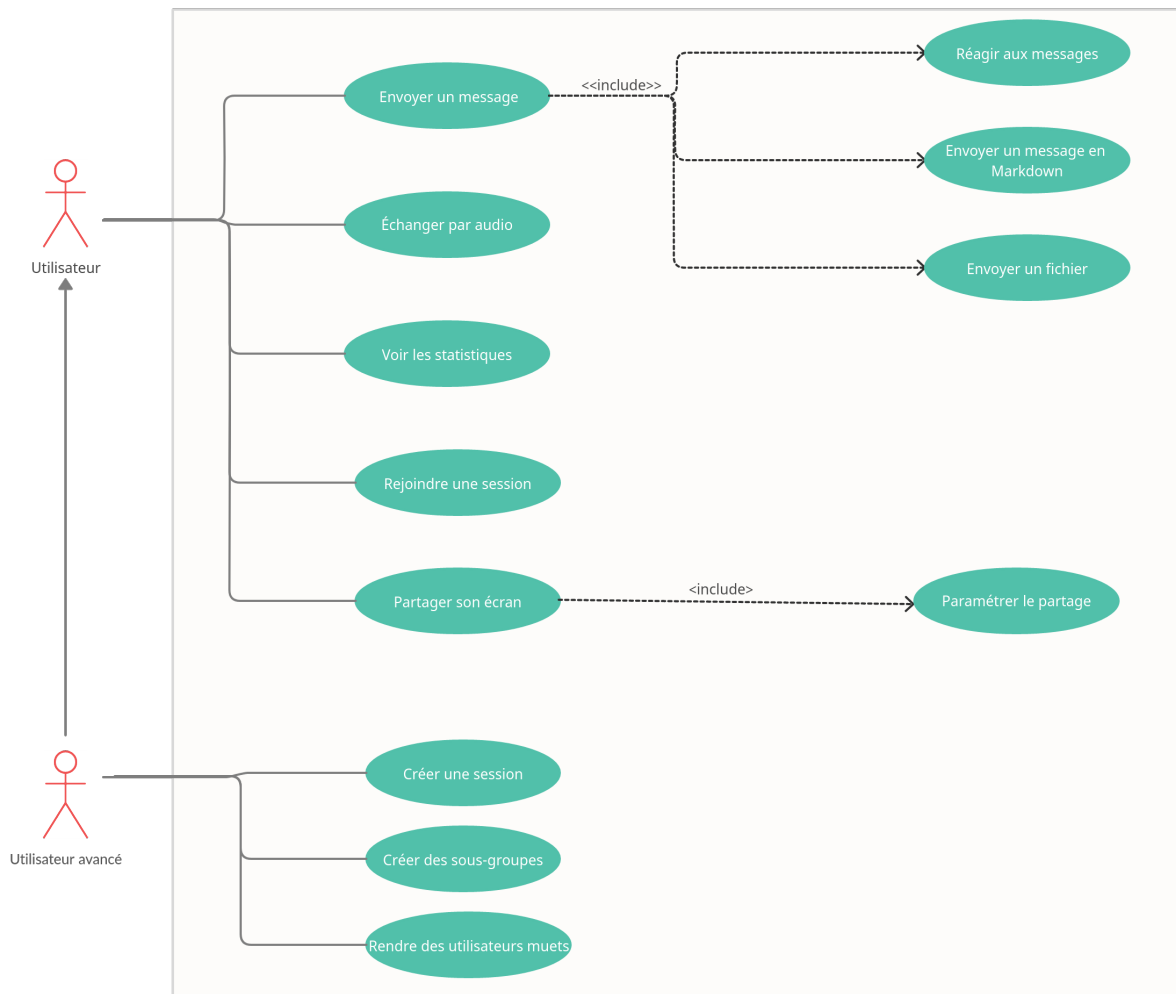 Réagir aux messages
<<include>>
Envoyer un message
Envoyer un message en
Markdown
Échanger par audio
Utilisateur
Envoyer un fichier
Voir les statistiques
Rejoindre une session
<include>
Partager son écran
Paramétrer le partage
Créer une session
Utilisateur avancé
Créer des sous-groupes
Rendre des utilisateurs muets